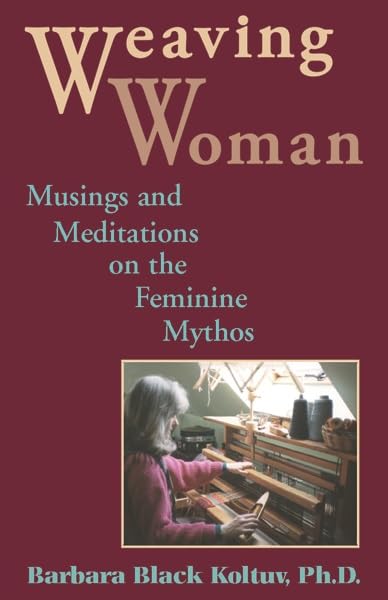 Weaving
Woman
Musings and
Meditations
on the
Feminine
Mythos
Barbara Black Koltuv, Ph.D.